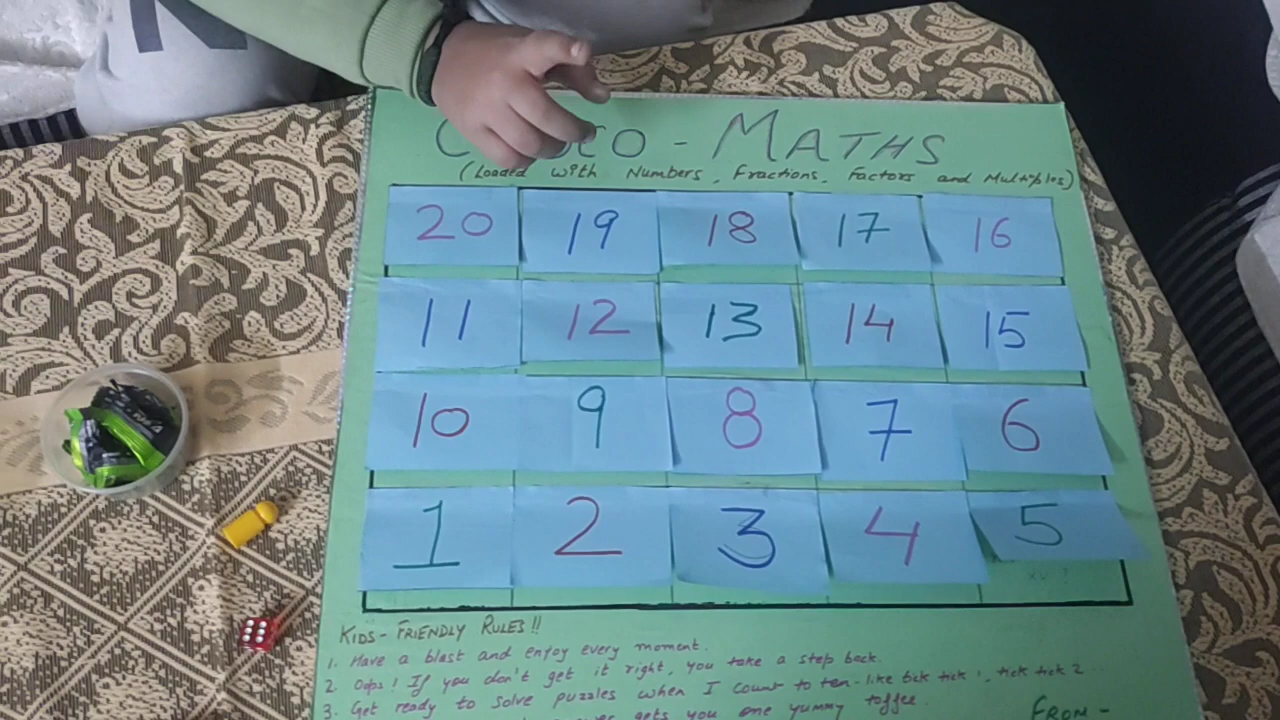 - MATHS
(Loaded with Numbers, Fractions, Factors and Multiples)
20 19 18 17 16
11 12 13 14 15
10 9 8 7 6
1 2 3 4 5
KIDS - FRIENDLY RULES!!
1. Have a blast and enjoy every moment.
2 Oops! If you don't get it right, you take a step back.
3. Get ready to solve puzzles when I count to ten - like tick tick 1, tick tick 2
gets you one yummy toffee.
FROM -